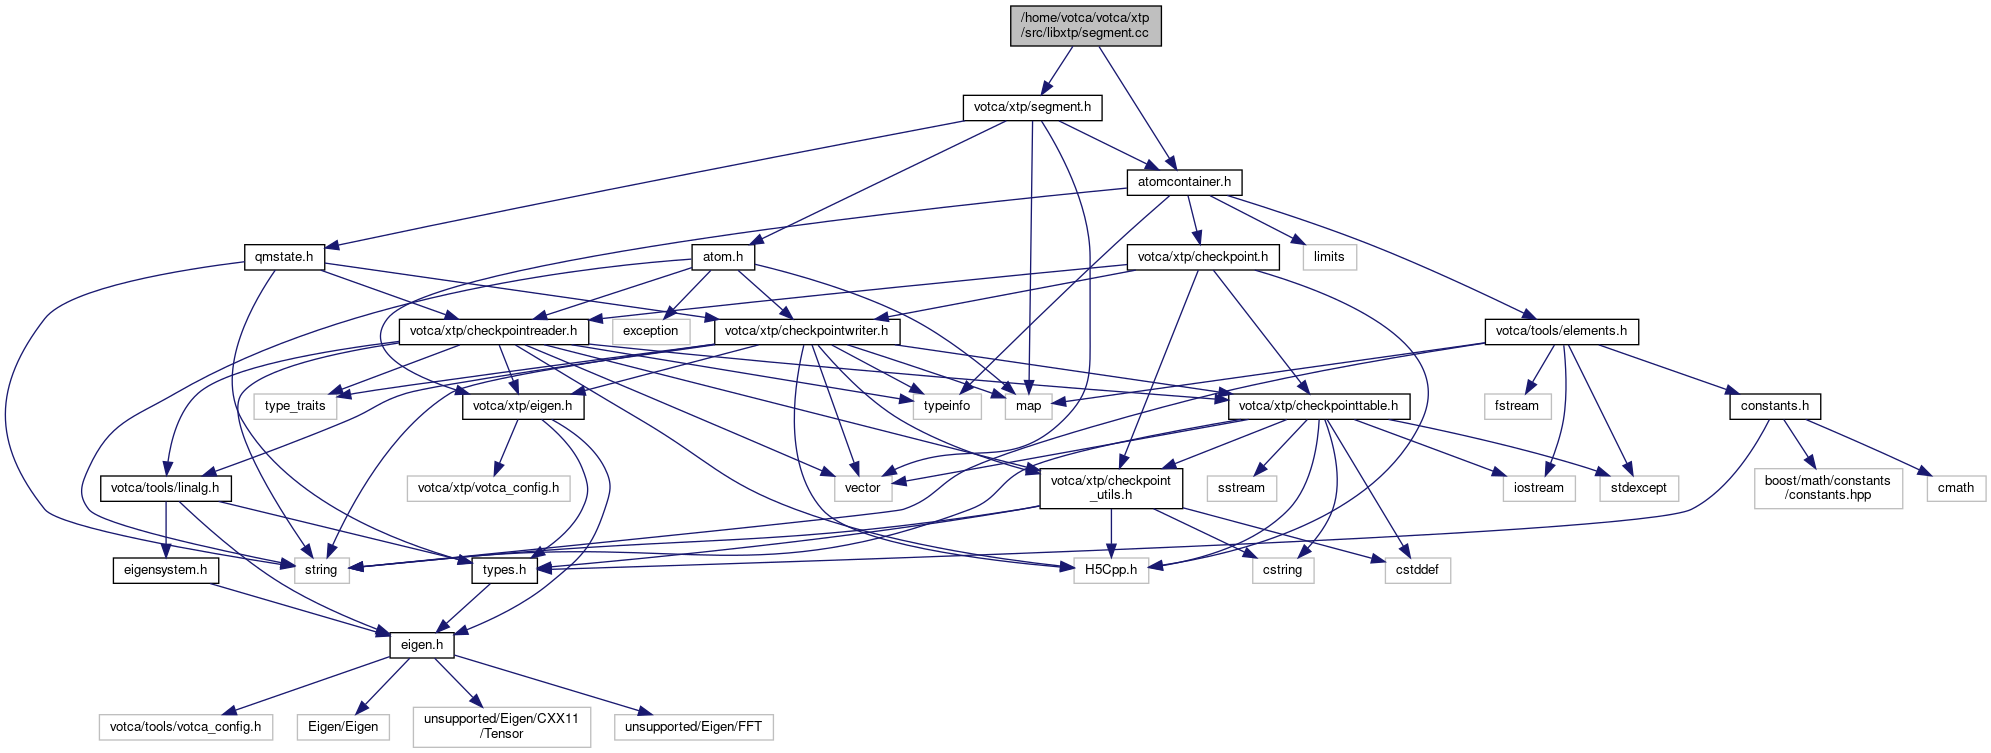 /home/votca/votca/xtp
/src/libxtp/segment.cc
votca/xtp/segment.h
atomcontainer.h
qmstate.h
atom.h
votca/xtp/checkpoint.h
limits
votca/xtp/checkpointreader.h
exception
votca/xtp/checkpointwriter.h
votca/tools/elements.h
type_traits
votca/xtp/eigen.h
typeinfo
map
votca/xtp/checkpointtable.h
fstream
constants.h
votca/tools/linalg.h
votca/xtp/votca_config.h
vector
votca/xtp/checkpoint
_utils.h
sstream
iostream
stdexcept
boost/math/constants
/constants.hpp
cmath
eigensystem.h
string
types.h
H5Cpp.h
cstring
cstddef
eigen.h
votca/tools/votca_config.h
Eigen/Eigen
unsupported/Eigen/CXX11
/Tensor
unsupported/Eigen/FFT